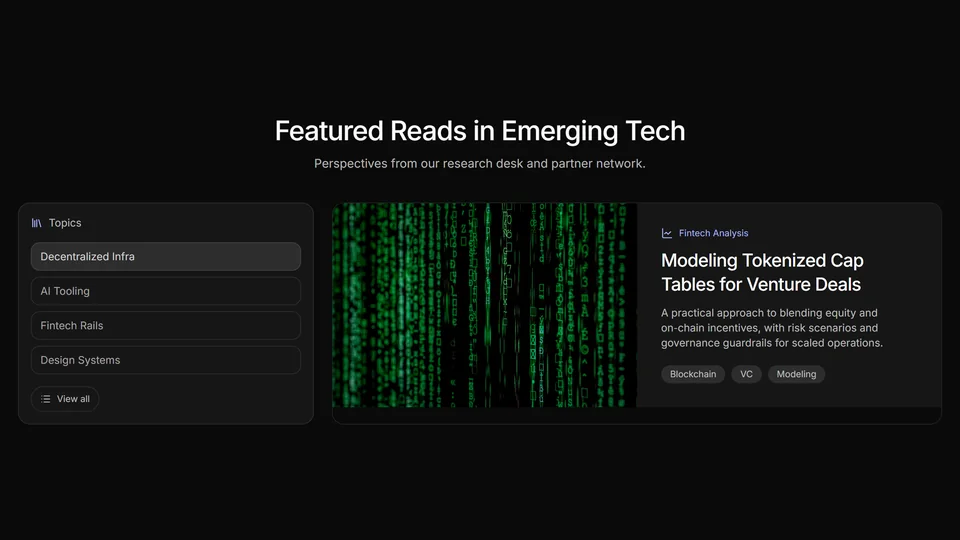 Featured Reads in Emerging Tech
Perspectives from our research desk and partner network.
Topics
Decentralized Infra
AI Tooling
Fintech Rails
Design Systems
View all
Fintech Analysis
Modeling Tokenized Cap
Tables for Venture Deals
A practical approach to blending equity and
on-chain incentives, with risk scenarios and
governance guardrails for scaled operations.
Blockchain
VC
Modeling